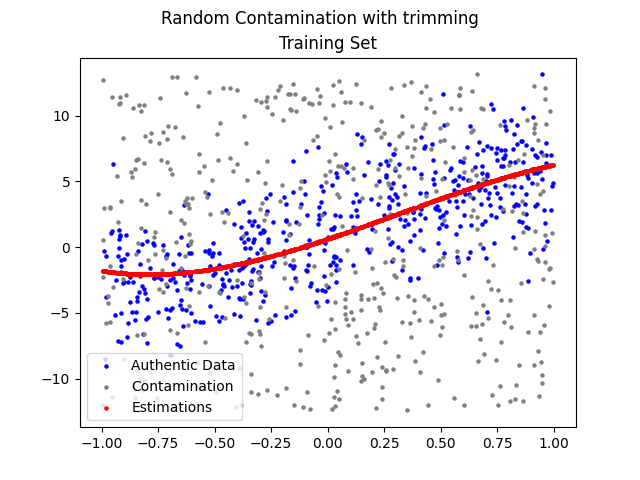 Random Contamination with trimming
Training Set
10
5
0
−5
−10
Authentic Data
Contamination
Estimations
−1.00 −0.75 −0.50 −0.25 0.00 0.25 0.50 0.75 1.00